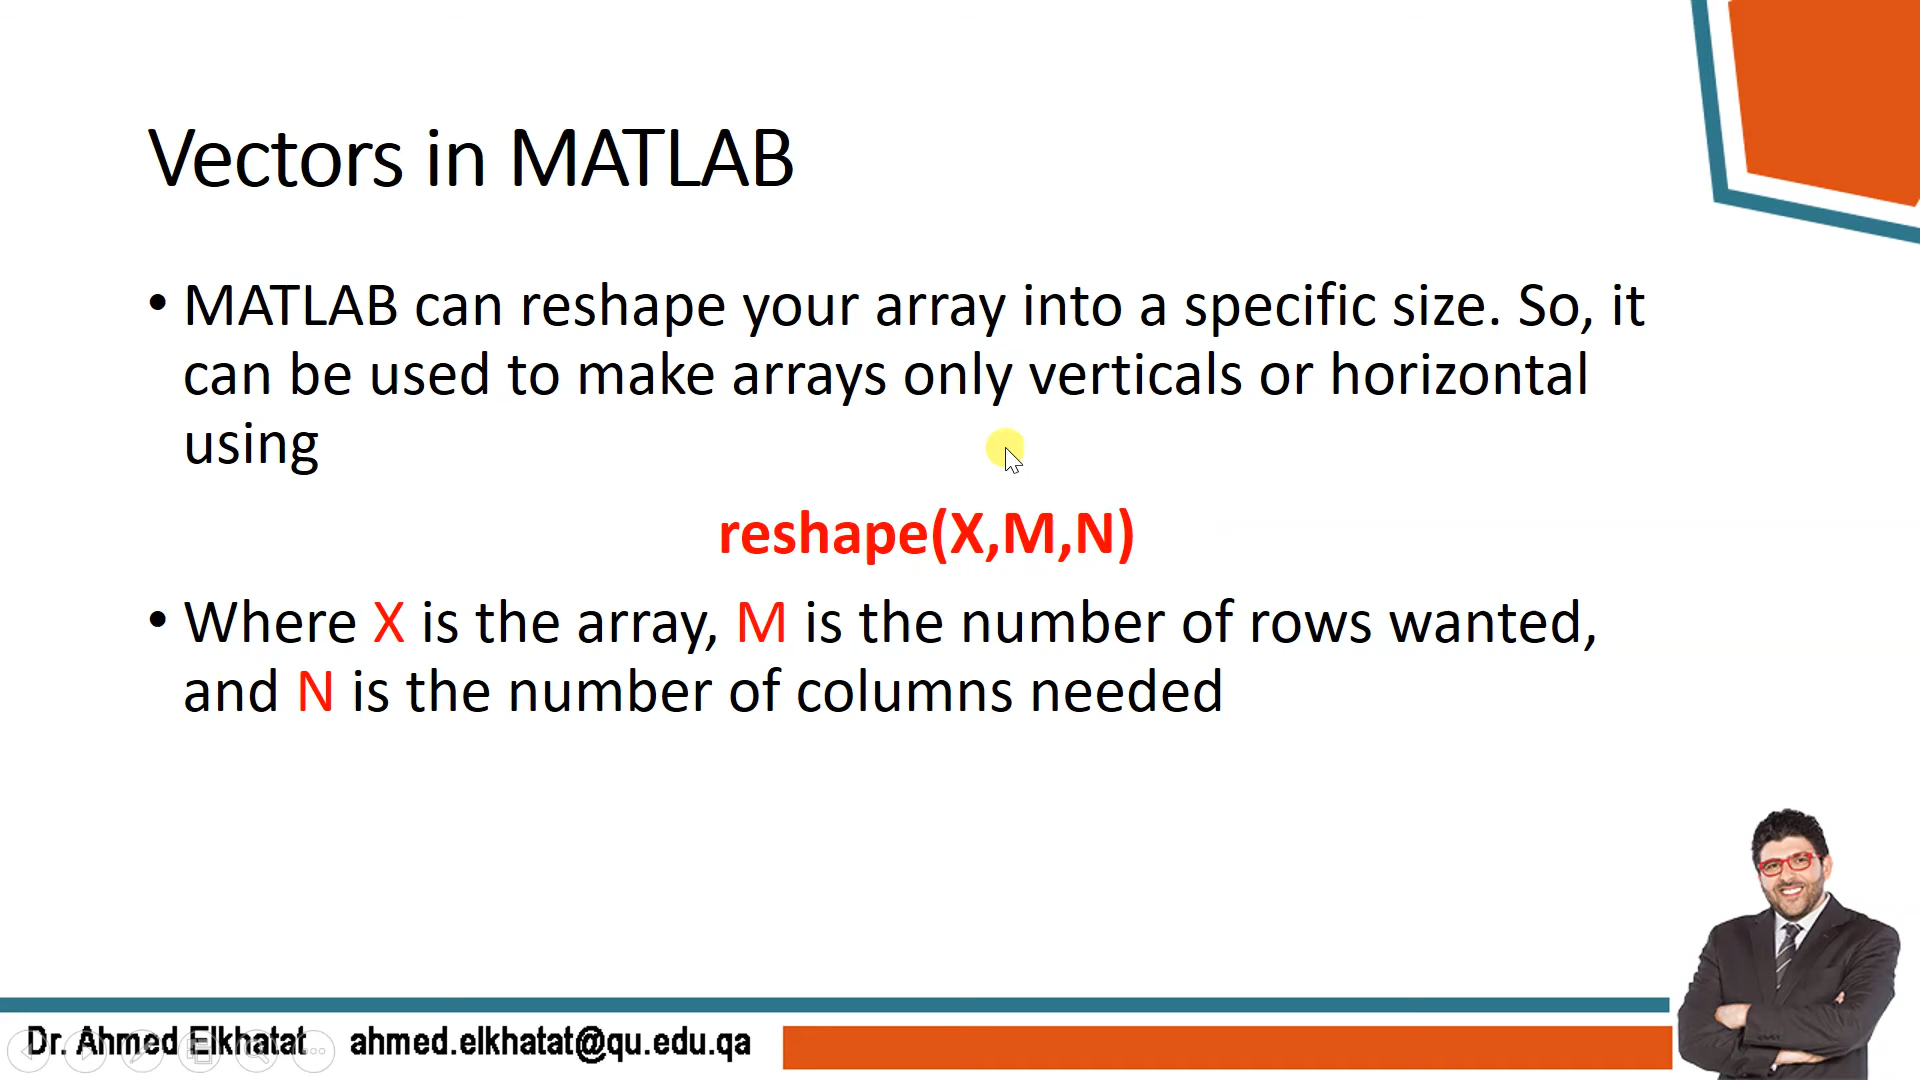 Vectors in MATLAB
• MATLAB can reshape your array into a specific size. So, it
can be used to make arrays only verticals or horizontal
using
reshape(X,M,N)
• Where X is the array, M is the number of rows wanted,
and N is the number of columns needed
Dr. Ahmed Elkhatat ahmed.elkhatat@qu.edu.qa